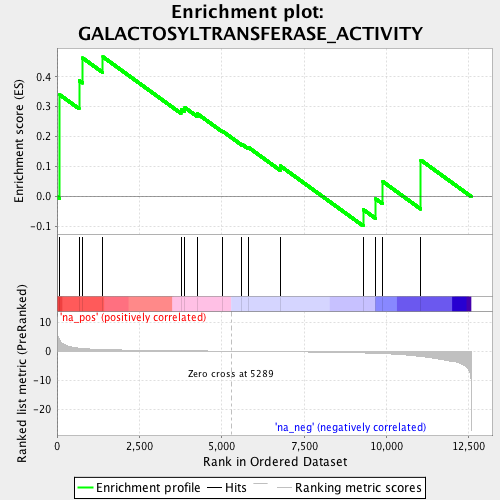 Enrichment plot:
GALACTOSYLTRANSFERASE_ACTIVITY
Enrichment score (ES)
0.4
0.3
0.2
0.1
0.0
-0.1
'na_pos' (positively correlated)
Ranked list metric (PreRanked)
10
5
0
-5
-10
-15
-20
Zero cross at 5289
'na_neg' (negatively correlated)
0
2,500
5,000
7,500
10,000
12,500
Rank in Ordered Dataset
Enrichment profile
Hits
Ranking metric scores